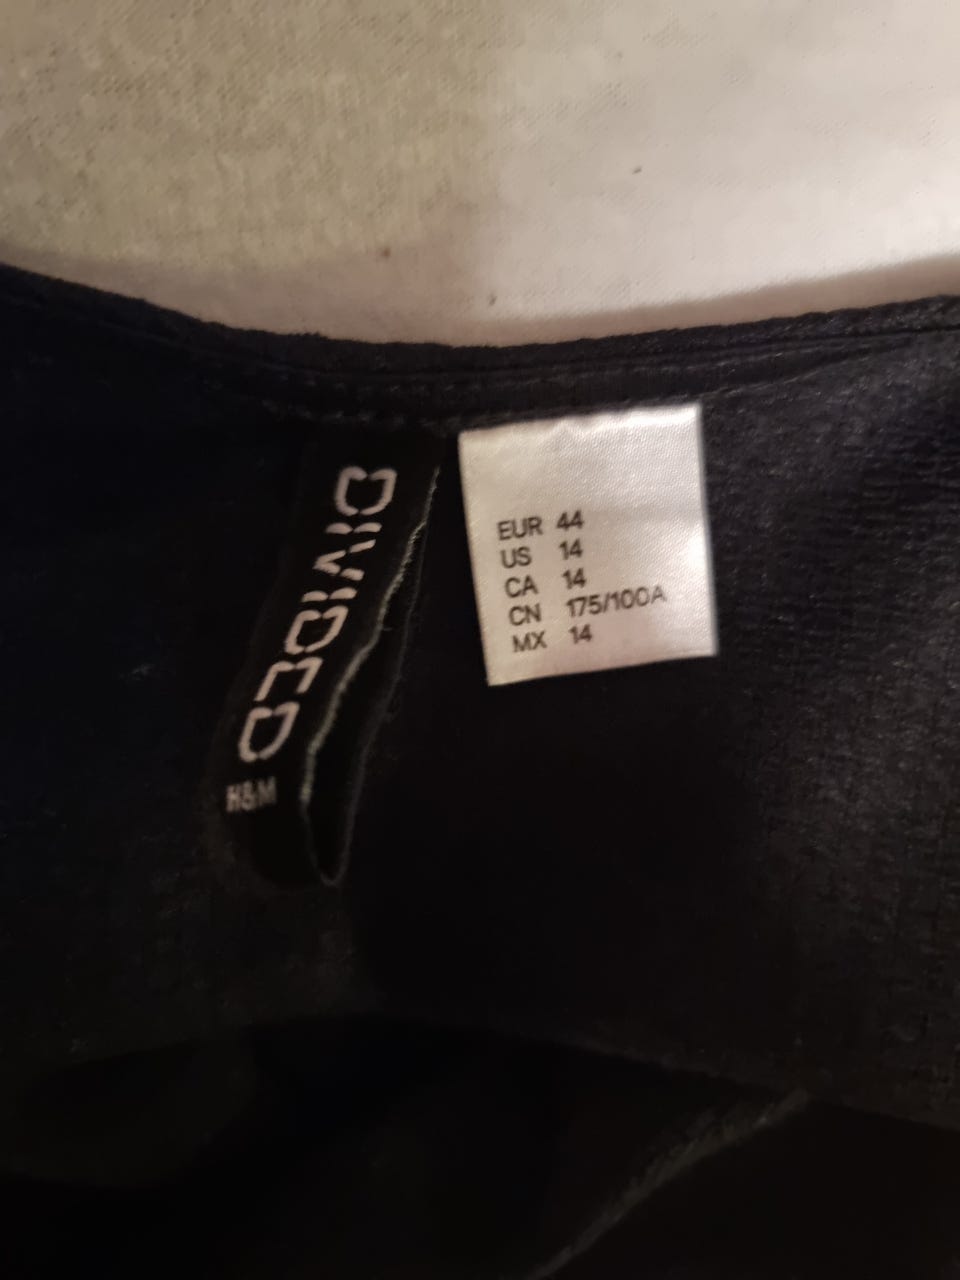 DIVIDED
H&M
EUR 44
US 14
CA 14
CN 175/100A
MX 14